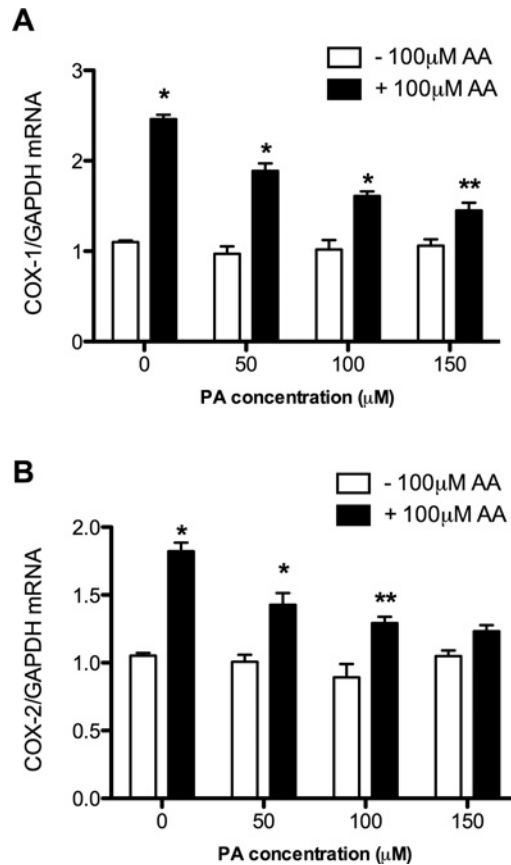 A
- 100μM AA
+ 100μM AA
COX-1/GAPDH mRNA
3
2
1
0
*
*
*
**
0 50 100 150
PA concentration (μM)
B
- 100μM AA
+ 100μM AA
COX-2/GAPDH mRNA
2.0
1.5
1.0
0.5
0.0
*
*
**
0 50 100 150
PA concentration (μM)